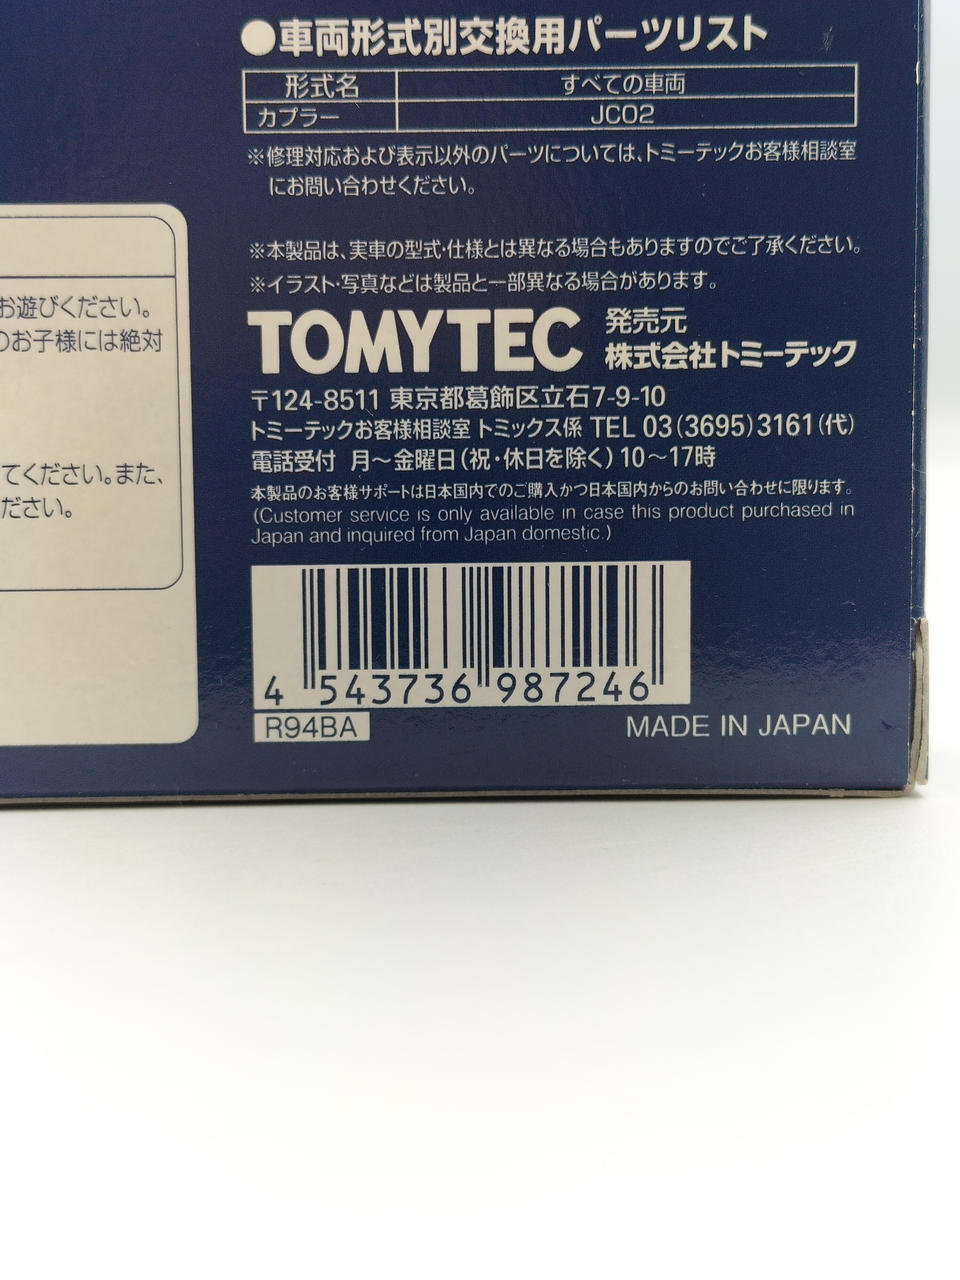 ●車両形式別交換用パーツリスト
形式名 すべての車両
カプラー JC02
※修理対応および表示以外のパーツについては、トミーテックお客様相談室
にお問い合わせください。
※本製品は、実車の型式・仕様とは異なる場合もありますのでご了承ください。
※イラスト・写真などは製品と一部異なる場合があります。
TOMYTEC 発売元
株式会社トミーテック
〒124-8511 東京都葛飾区立石7-9-10
トミーテックお客様相談室 トミックス係 TEL 03(3695)3161(代)
電話受付 月～金曜日(祝・休日を除く)10～17時
本製品のお客様サポートは日本国内でのご購入かつ日本国内からのお問い合わせに限ります。
(Customer service is only available in case this product purchased in
Japan and inquired from Japan domestic.)
4 543736 987246
R94BA
MADE IN JAPAN
お遊びください。
のお子様には絶対
てください。また、
ださい。